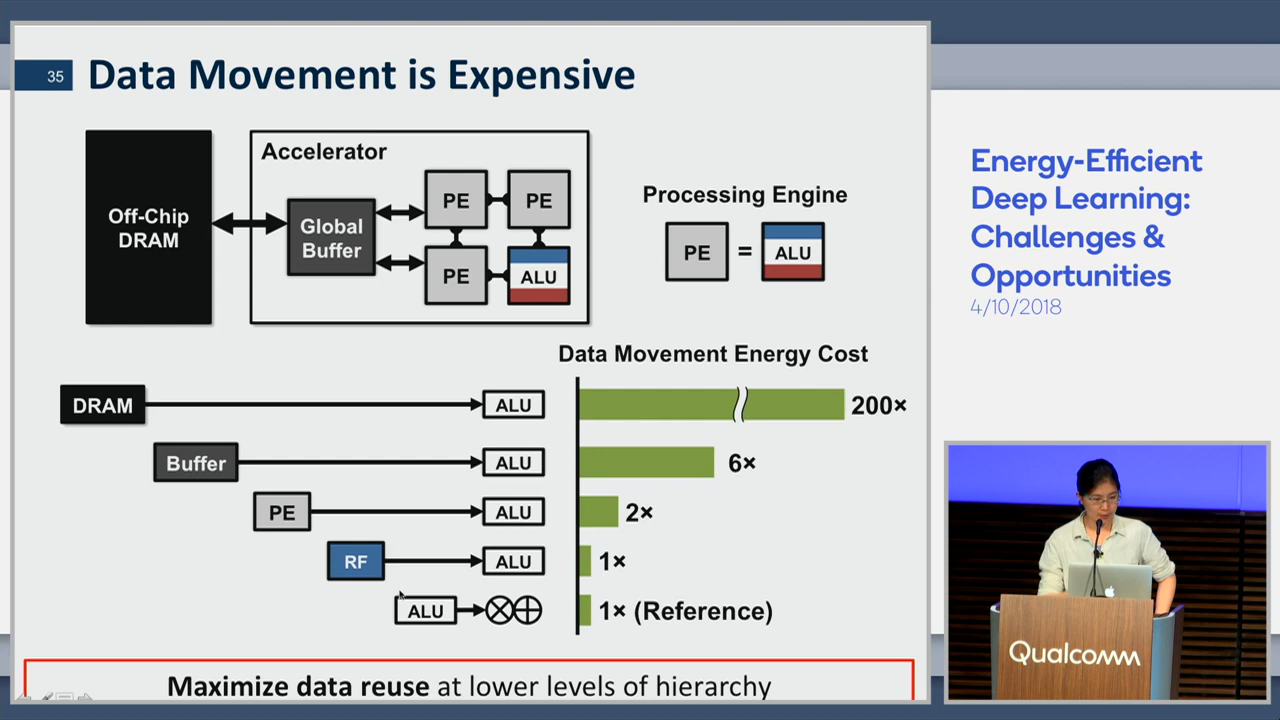 35
Data Movement is Expensive
Accelerator
Off-Chip
DRAM
Global
Buffer
PE
PE
PE
ALU
Processing Engine
PE
=
ALU
Data Movement Energy Cost
DRAM
ALU
200×
Buffer
ALU
6×
PE
ALU
2×
RF
ALU
1×
ALU
1× (Reference)
Maximize data reuse at lower levels of hierarchy
Energy-Efficient
Deep Learning:
Challenges &
Opportunities
4/10/2018
Qualcomm